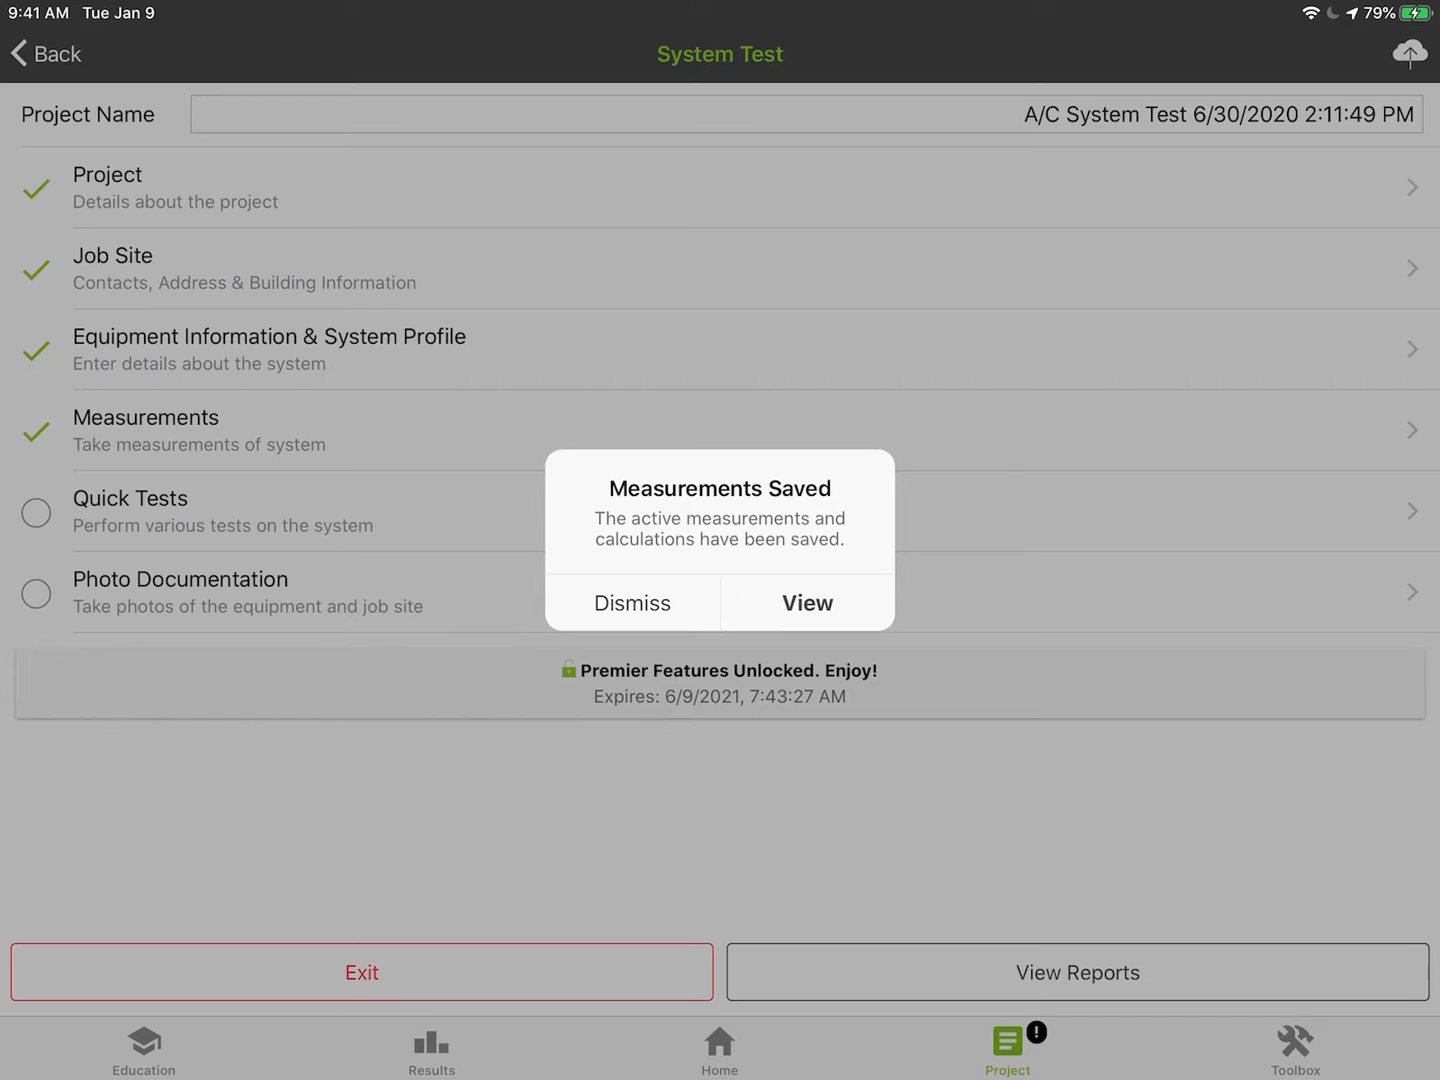 9:41 AM Tue Jan 9
79%
Back
System Test
Project Name
A/C System Test 6/30/2020 2:11:49 PM
Project
Details about the project
Job Site
Contacts, Address & Building Information
Equipment Information & System Profile
Enter details about the system
Measurements
Take measurements of system
Quick Tests
Perform various tests on the system
Photo Documentation
Take photos of the equipment and job site
Measurements Saved
The active measurements and
calculations have been saved.
Dismiss
View
Premier Features Unlocked. Enjoy!
Expires: 6/9/2021, 7:43:27 AM
Exit
View Reports
Education
Results
Home
!
Project
Toolbox